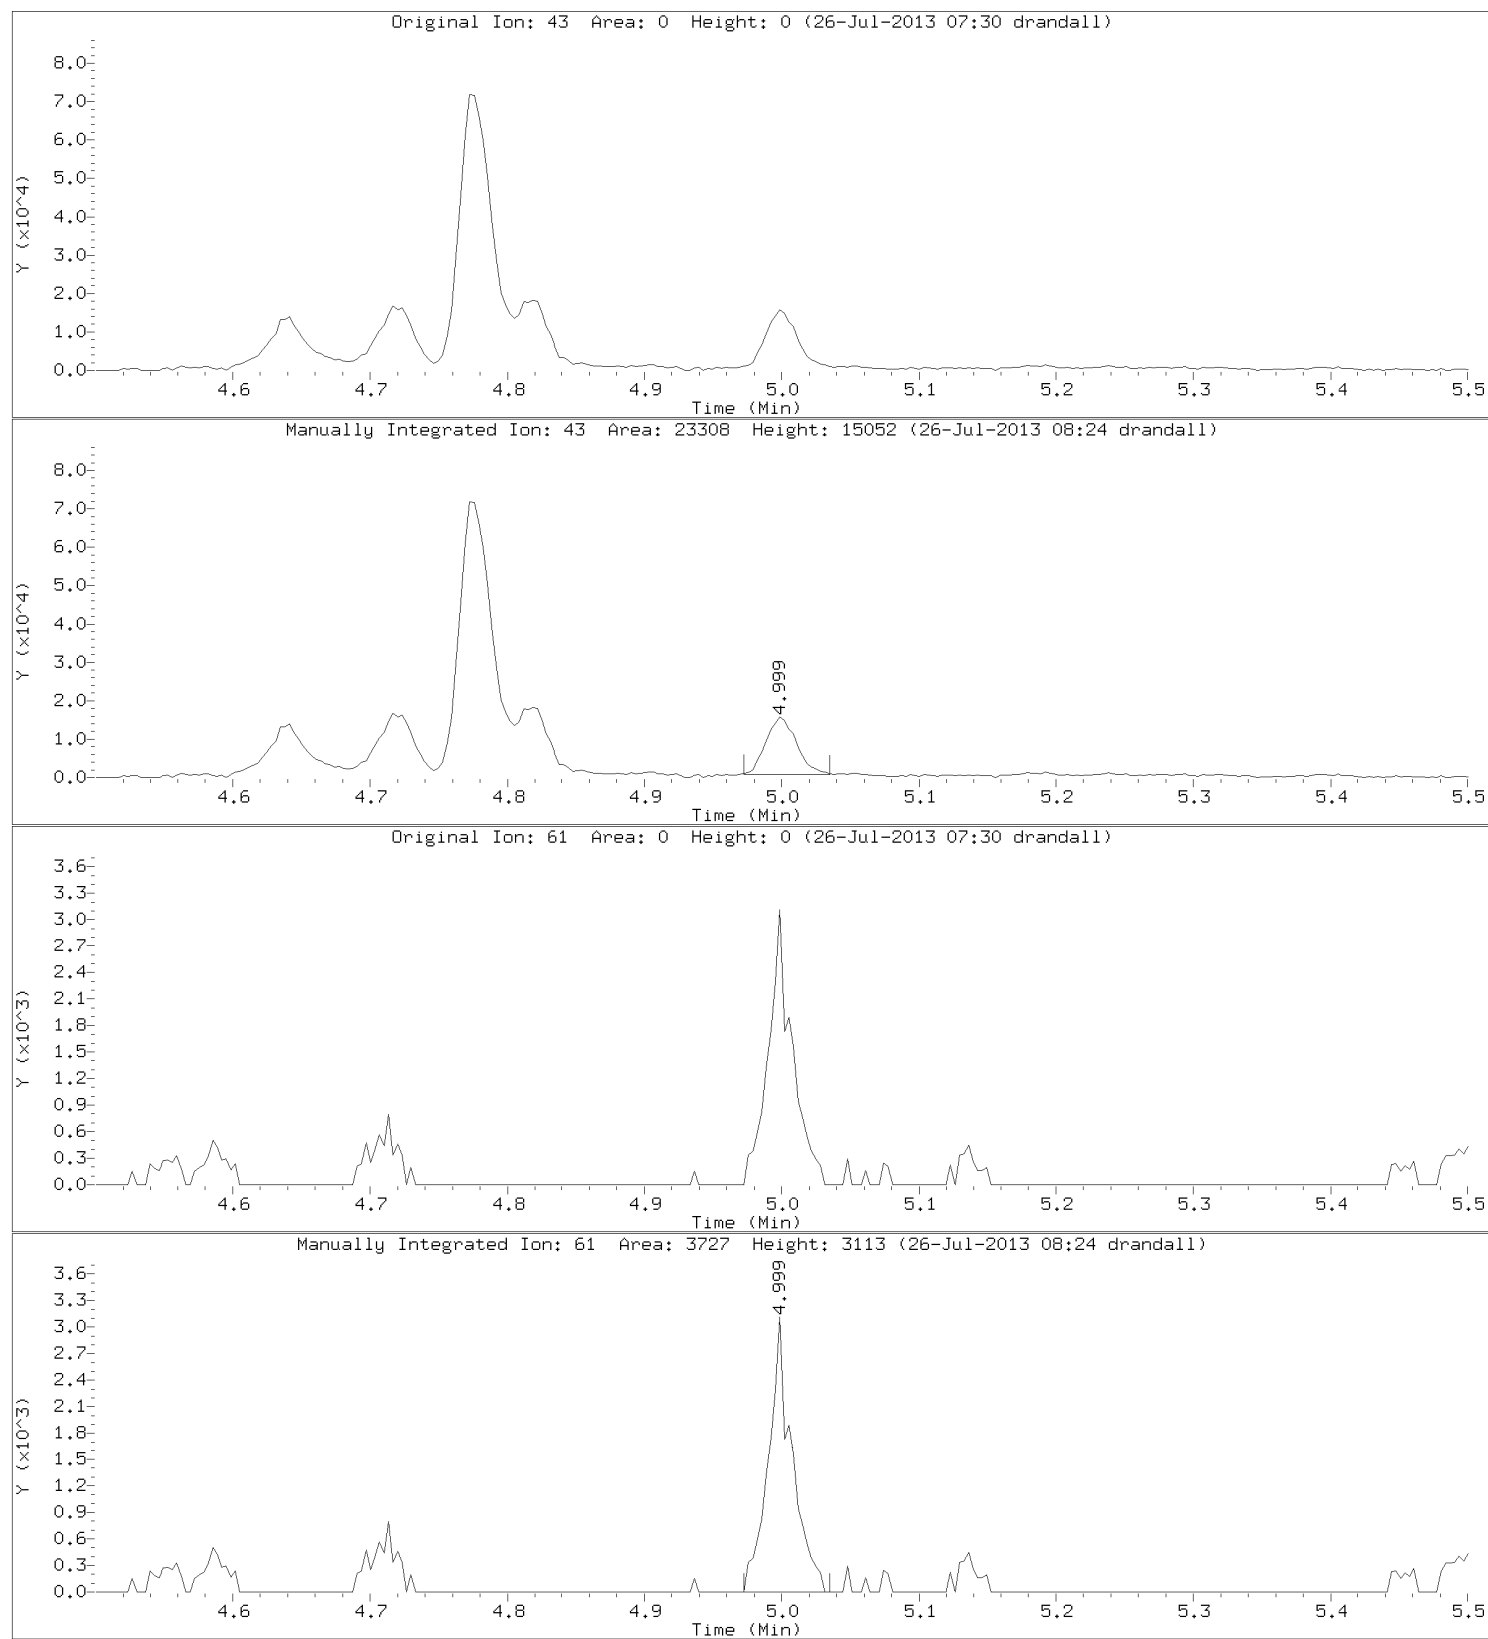 Original Ion: 43  Area: 0  Height: 0 (26-Jul-2013 07:30 drandall)
8.0
7.0
6.0
5.0
4.0
3.0
2.0
1.0
0.0
Y (x10^4)
4.6 4.7 4.8 4.9 5.0 5.1 5.2 5.3 5.4 5.5
Time (Min)
Manually Integrated Ion: 43  Area: 23308  Height: 15052 (26-Jul-2013 08:24 drandall)
8.0
7.0
6.0
5.0
4.0
3.0
2.0
1.0
0.0
Y (x10^4)
4.999
4.6 4.7 4.8 4.9 5.0 5.1 5.2 5.3 5.4 5.5
Time (Min)
Original Ion: 61  Area: 0  Height: 0 (26-Jul-2013 07:30 drandall)
3.6
3.3
3.0
2.7
2.4
2.1
1.8
1.5
1.2
0.9
0.6
0.3
0.0
Y (x10^3)
4.6 4.7 4.8 4.9 5.0 5.1 5.2 5.3 5.4 5.5
Time (Min)
Manually Integrated Ion: 61  Area: 3727  Height: 3113 (26-Jul-2013 08:24 drandall)
3.6
3.3
3.0
2.7
2.4
2.1
1.8
1.5
1.2
0.9
0.6
0.3
0.0
Y (x10^3)
4.999
4.6 4.7 4.8 4.9 5.0 5.1 5.2 5.3 5.4 5.5
Time (Min)